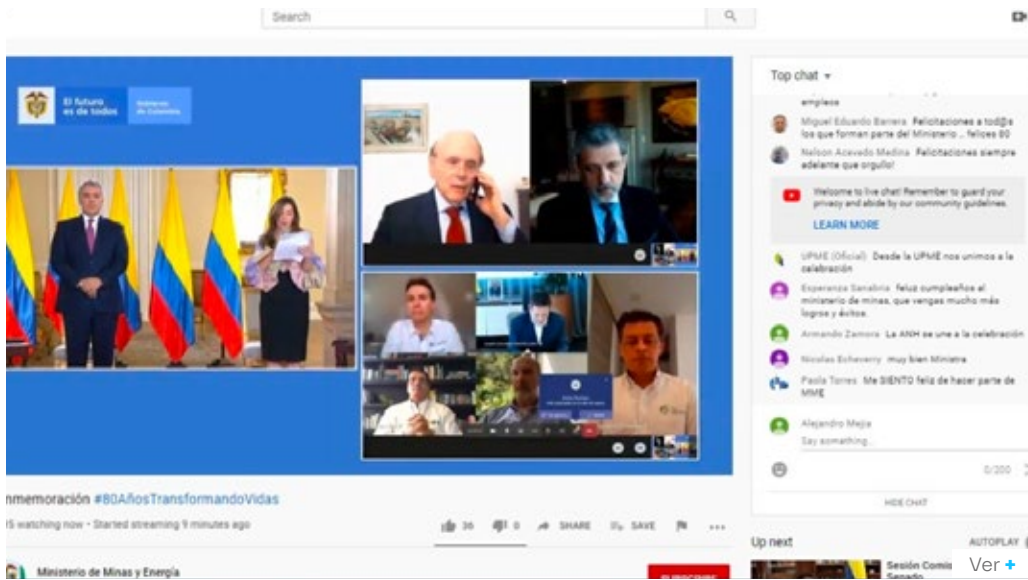 Search
El futuro
es de todos
Gobierno
de Colombia
Top chat
empleos
Miguel Eduardo Barrera Felicitaciones a tod@s
los que forman parte del Ministerio .. felices 80
Nelson Acevedo Medina Felicitaciones siempre
adelante que orgullo!
Welcome to live chat! Remember to guard your
privacy and abide by our community guidelines.
LEARN MORE
UPME (Oficial) Desde la UPME nos unimos a la
celebración
Esperanza Sanabria feluz cumpleaños al
ministerio de minas, que vengas mucho más
logros y éxitos.
Armando Zamora La ANH se une a la celebración
Nicolas Echeverry muy bien Ministra
Paola Torres Me SIENTO feliz de hacer parte de
MME
Alejandro Mejia
Say something...
0/200
HIDE CHAT
nmemoración #80AñosTransformandoVidas
watching now • Started streaming 9 minutes ago
36
0
SHARE
SAVE
Up next
AUTOPLAY
Ministerio de Minas y Energía
SUBSCRIBE
Sesión Comis
Senado
Ver +